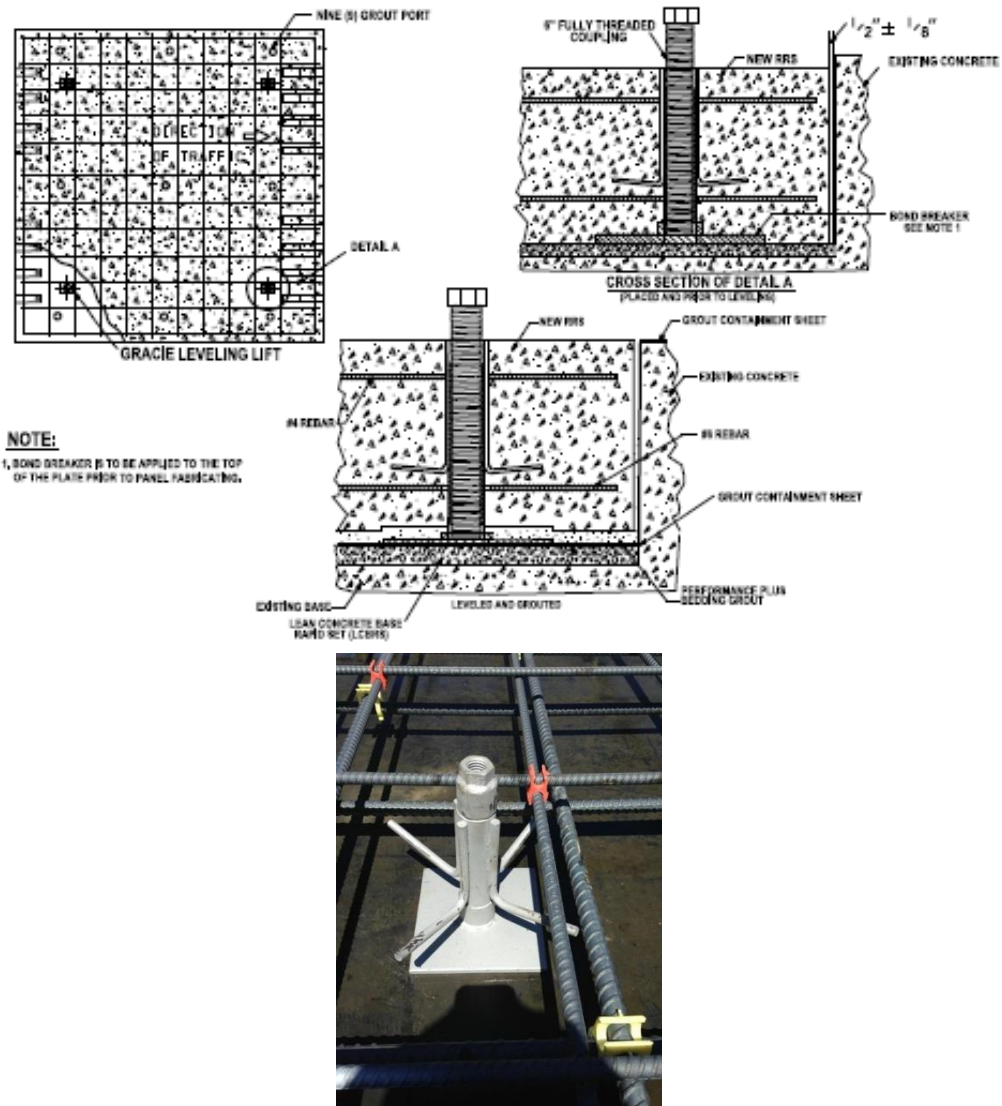 NINE (9) GROUT PORT
DIRECTION
OF TRAFFIC
DETAIL A
GRACIE LEVELING LIFT
6" FULLY THREADED
COUPLING
NEW RRS
1/2"± 1/8"
EXISTING CONCRETE
BOND BREAKER
SEE NOTE 1
CROSS SECTION OF DETAIL A
(PLACED AND PRIOR TO LEVELING)
NOTE:
1, BOND BREAKER IS TO BE APPLIED TO THE TOP
OF THE PLATE PRIOR TO PANEL FABRICATING.
NEW RRS
GROUT CONTAINMENT SHEET
EXISTING CONCRETE
#4 REBAR
#6 REBAR
GROUT CONTAINMENT SHEET
PERFORMANCE PLUS
BEDDING GROUT
EXISTING BASE
LEAN CONCRETE BASE
RAPID SET (LCBRS)
LEVELED AND GROUTED